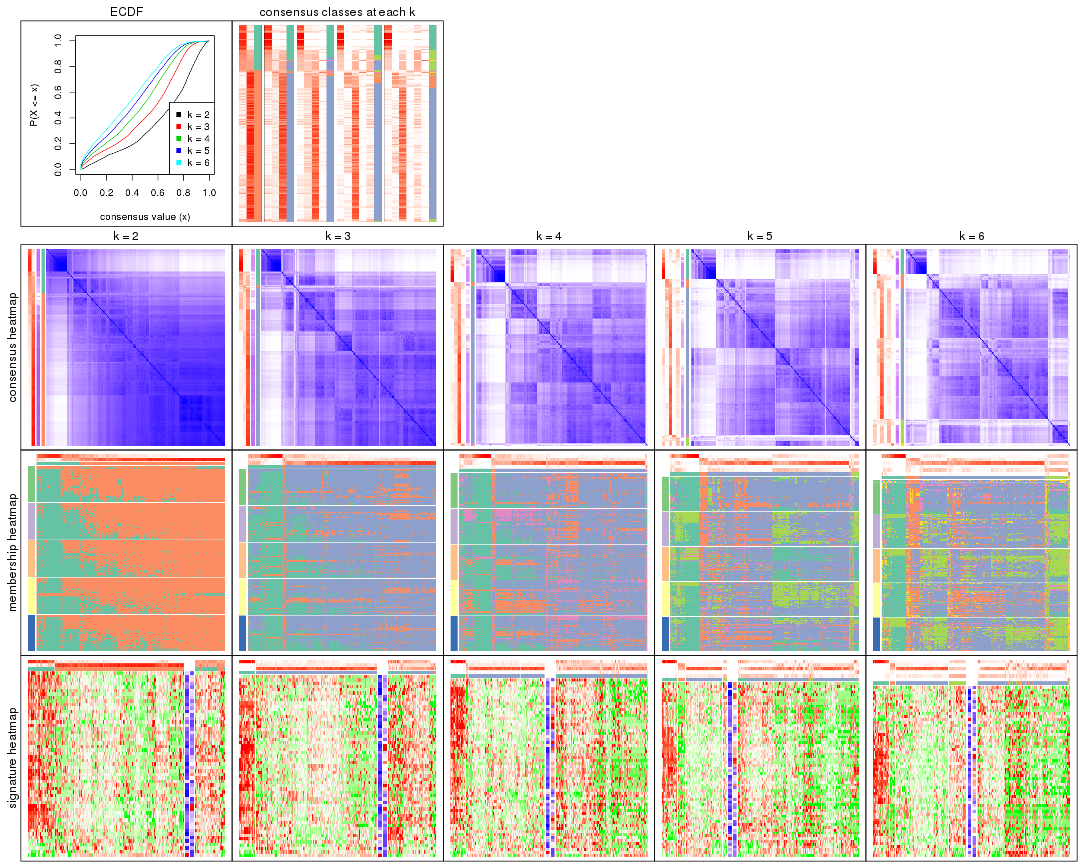 ECDF
consensus classes at each k
P(X <= x)
0.0 0.2 0.4 0.6 0.8 1.0
k = 2
k = 3
k = 4
k = 5
k = 6
0.0 0.2 0.4 0.6 0.8 1.0
consensus value (x)
k = 2
k = 3
k = 4
k = 5
k = 6
consensus heatmap
membership heatmap
signature heatmap